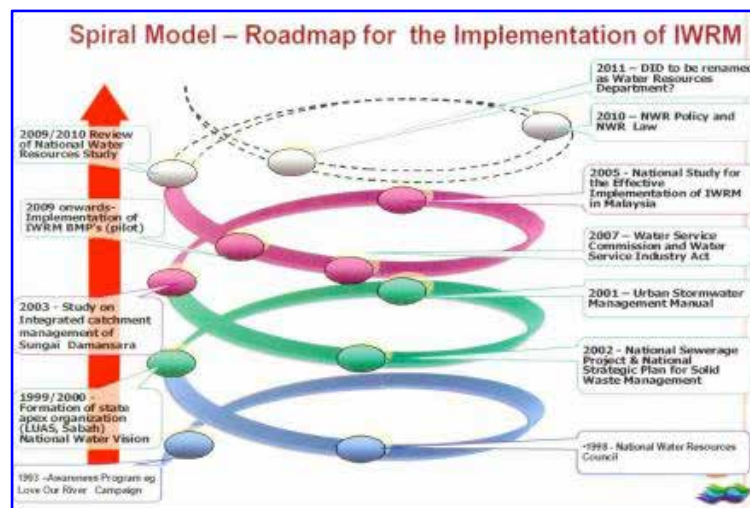 Spiral Model – Roadmap for the Implementation of IWRM
2011 – DID to be renamed
as Water Resources
Department?
2009/2010 Review
of National Water
Resources Study
2010 – NWR Policy and
NWR Law
2005 - National Study for
the Effective
Implementation of IWRM
in Malaysia
2009 onwards-
Implementation of
IWRM BMP's (pilot)
2007 – Water Service
Commission and Water
Service Industry Act
2003 - Study on
Integrated catchment
management of
Sungai Damansara
2001 – Urban Stormwater
Management Manual
2002 - National Sewerage
Project & National
Strategic Plan for Solid
Waste Management
1999/2000 -
Formation of state
apex organization
(LUAS, Sabah)
National Water Vision
1993 –Awareness Program eg
Love Our River Campaign
•1998 - National Water Resources
Council